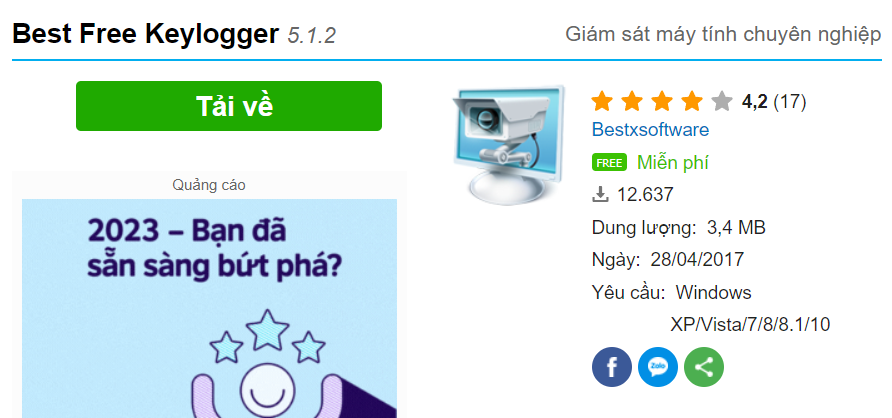 Best Free Keylogger 5.1.2
Giám sát máy tính chuyên nghiệp
Tải về
Quảng cáo
2023 – Bạn đã
sẵn sàng bứt phá?
4,2 (17)
Bestxsoftware
FREE Miễn phí
12.637
Dung lượng: 3,4 MB
Ngày: 28/04/2017
Yêu cầu: Windows
XP/Vista/7/8/8.1/10
f
Zalo